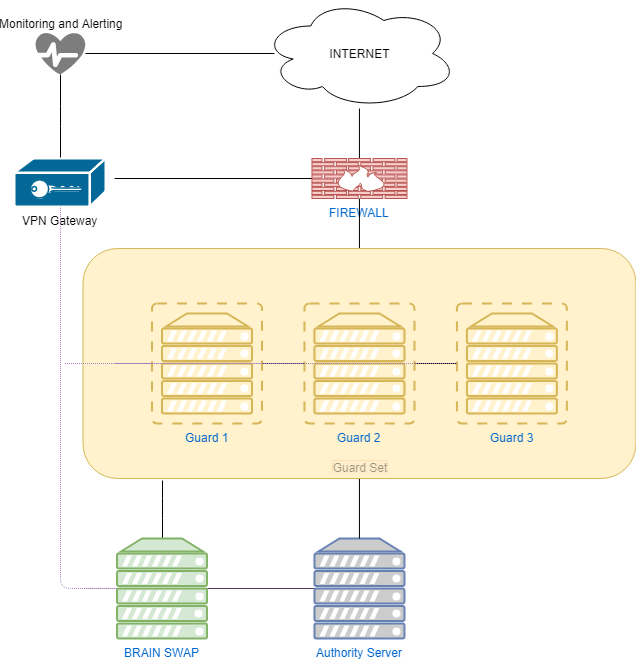 Monitoring and Alerting
INTERNET
VPN Gateway
FIREWALL
Guard 1
Guard 2
Guard 3
Guard Set
BRAIN SWAP
Authority Server